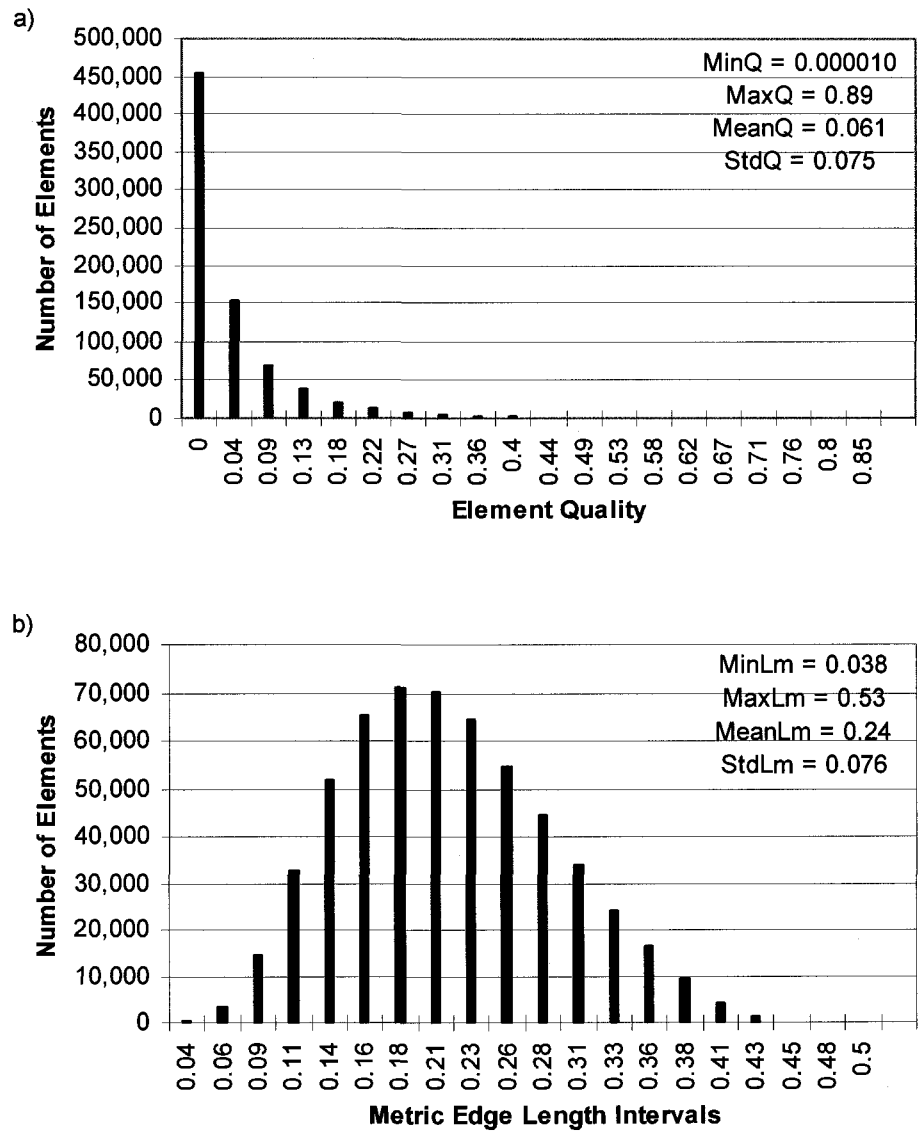 a)
500,000
450,000
400,000
350,000
300,000
250,000
200,000
150,000
100,000
50,000
0
Number of Elements
MinQ = 0.000010
MaxQ = 0.89
MeanQ = 0.061
StdQ = 0.075
0 0.04 0.09 0.13 0.18 0.22 0.27 0.31 0.36 0.4 0.44 0.49 0.53 0.58 0.62 0.67 0.71 0.76 0.8 0.85
Element Quality
b)
80,000
70,000
60,000
50,000
40,000
30,000
20,000
10,000
0
Number of Elements
MinLm = 0.038
MaxLm = 0.53
MeanLm = 0.24
StdLm = 0.076
0.04 0.06 0.09 0.11 0.14 0.16 0.18 0.21 0.23 0.26 0.28 0.31 0.33 0.36 0.38 0.41 0.43 0.45 0.48 0.5
Metric Edge Length Intervals